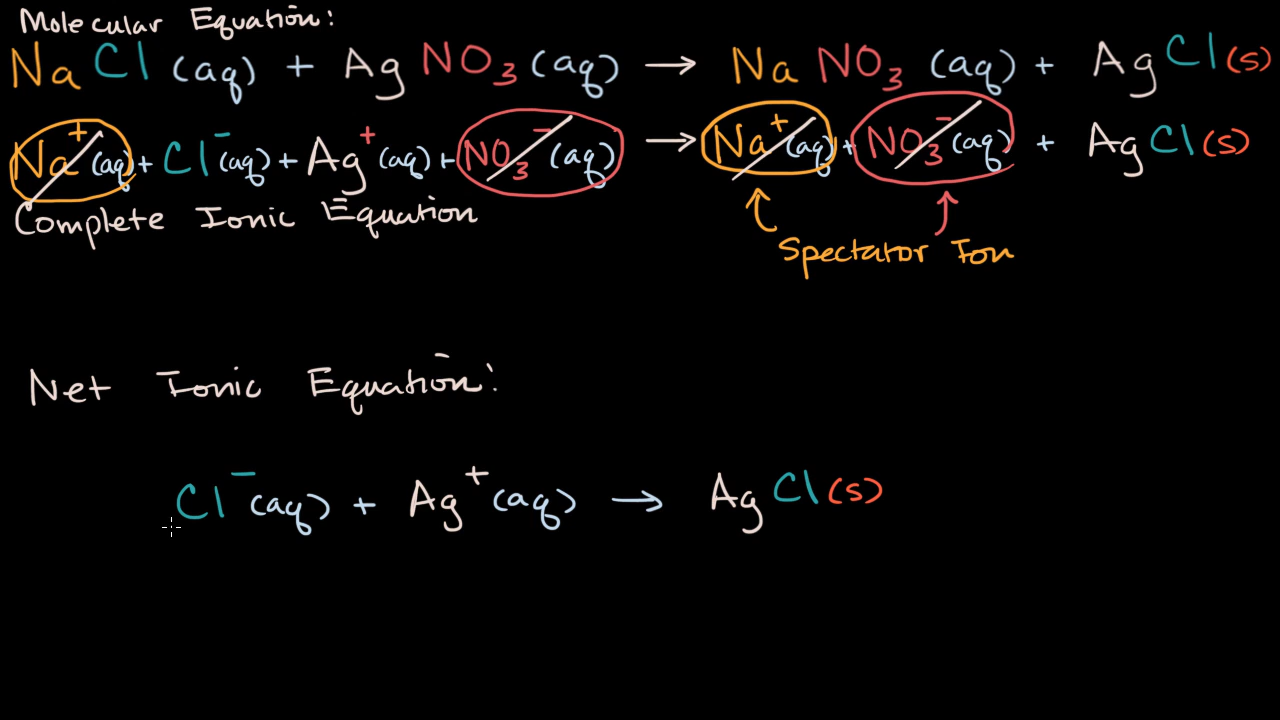 Molecular Equation:
NaCl (aq) + AgNO₃ (aq) → NaNO₃ (aq) + AgCl (s)
Na⁺ (aq) + Cl⁻ (aq) + Ag⁺ (aq) + NO₃⁻ (aq) → Na⁺ (aq) + NO₃⁻ (aq) + AgCl (s)
Complete Ionic Equation
Spectator Ion
Net Ionic Equation:
Cl⁻ (aq) + Ag⁺ (aq) → AgCl (s)